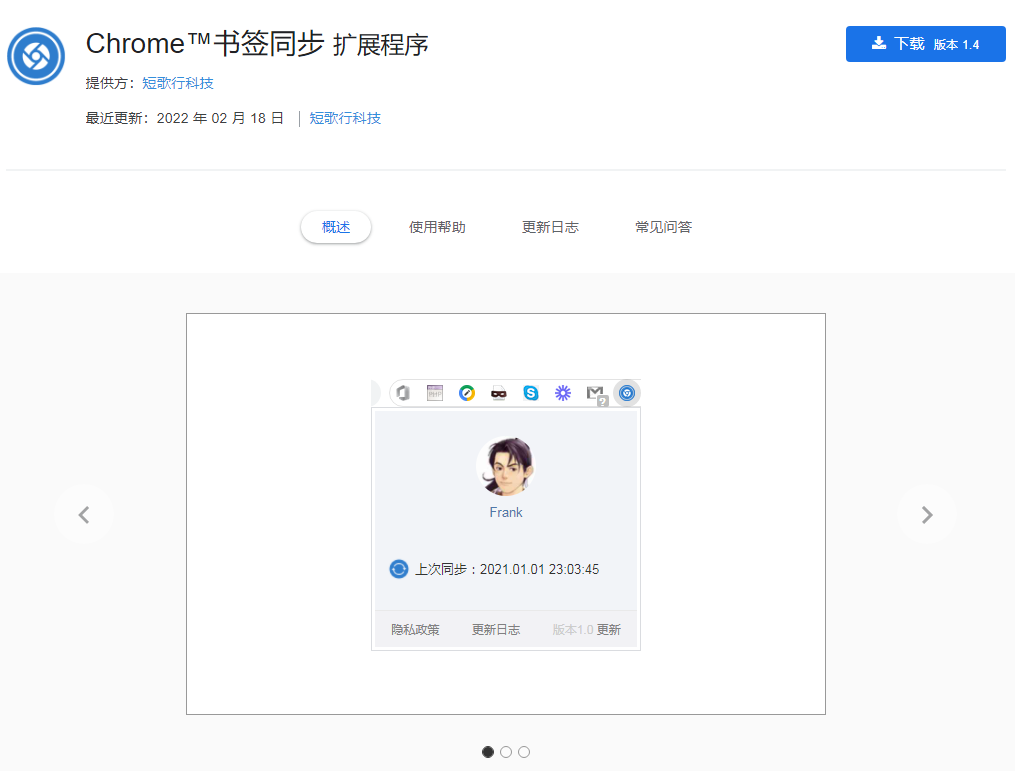 Chrome™书签同步 扩展程序
下载 版本 1.4
提供方：短歌行科技
最近更新：2022 年 02 月 18 日 | 短歌行科技
概述 使用帮助 更新日志 常见问答
Frank
上次同步：2021.01.01 23:03:45
隐私政策 更新日志 版本1.0 更新